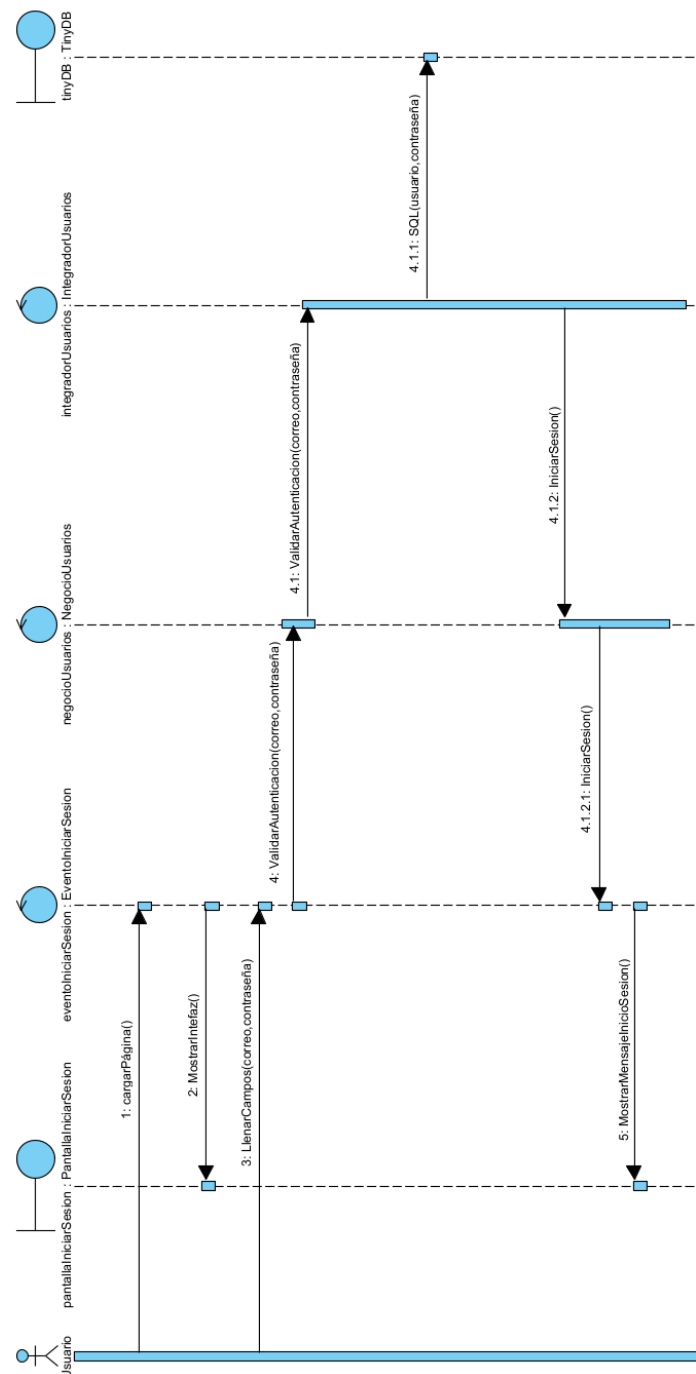 Usuario
pantallaIniciarSesion : PantallaIniciarSesion
eventoIniciarSesion : EventoIniciarSesion
negocioUsuarios : NegocioUsuarios
integradorUsuarios : IntegradorUsuarios
tinyDB : TinyDB
1: cargarPágina()
2: MostrarIntefaz()
3: LlenarCampos(correo,contraseña)
4: ValidarAutenticacion(correo,contraseña)
4.1: ValidarAutenticacion(correo,contraseña)
4.1.1: SQL(usuario,contraseña)
4.1.2: IniciarSesion()
4.1.2.1: IniciarSesion()
5: MostrarMensajeInicioSesion()